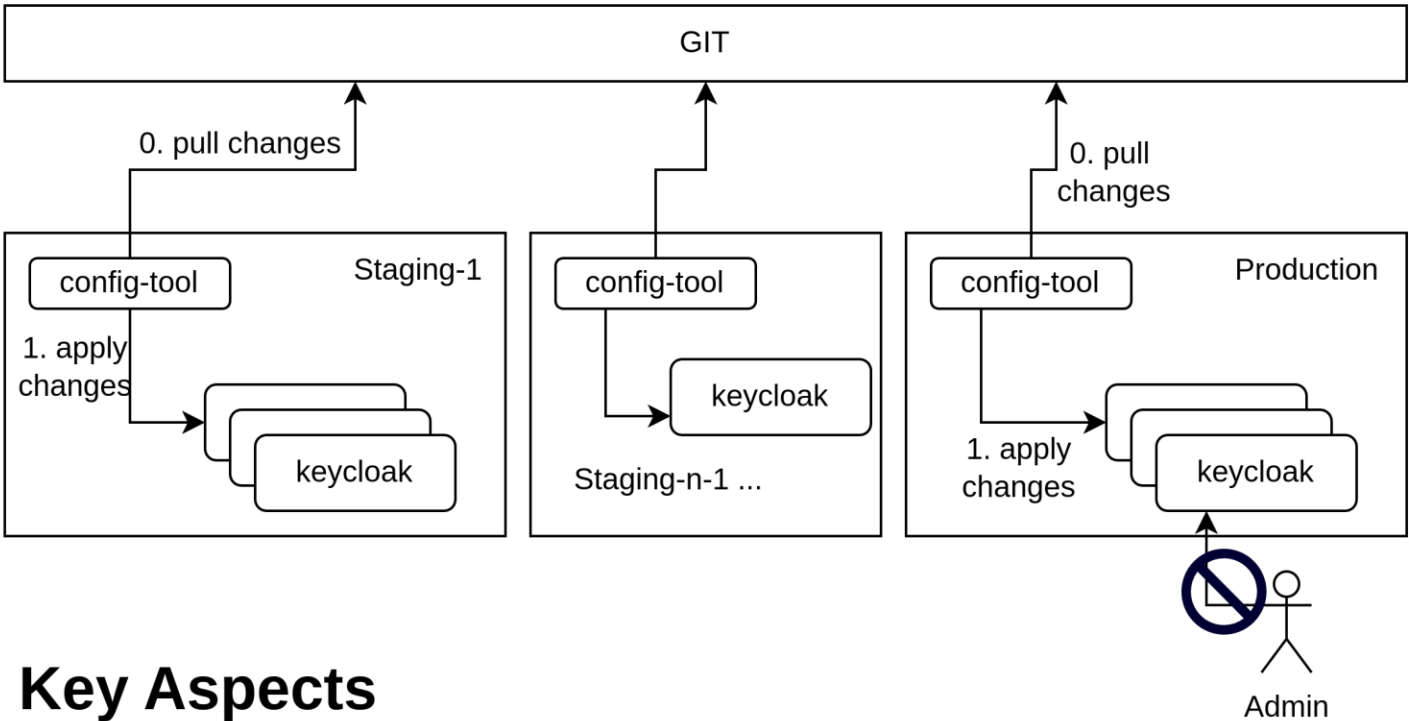 GIT
0. pull changes
0. pull
changes
config-tool
Staging-1
1. apply
changes
keycloak
config-tool
keycloak
Staging-n-1 ...
config-tool
Production
1. apply
changes
keycloak
Admin
Key Aspects